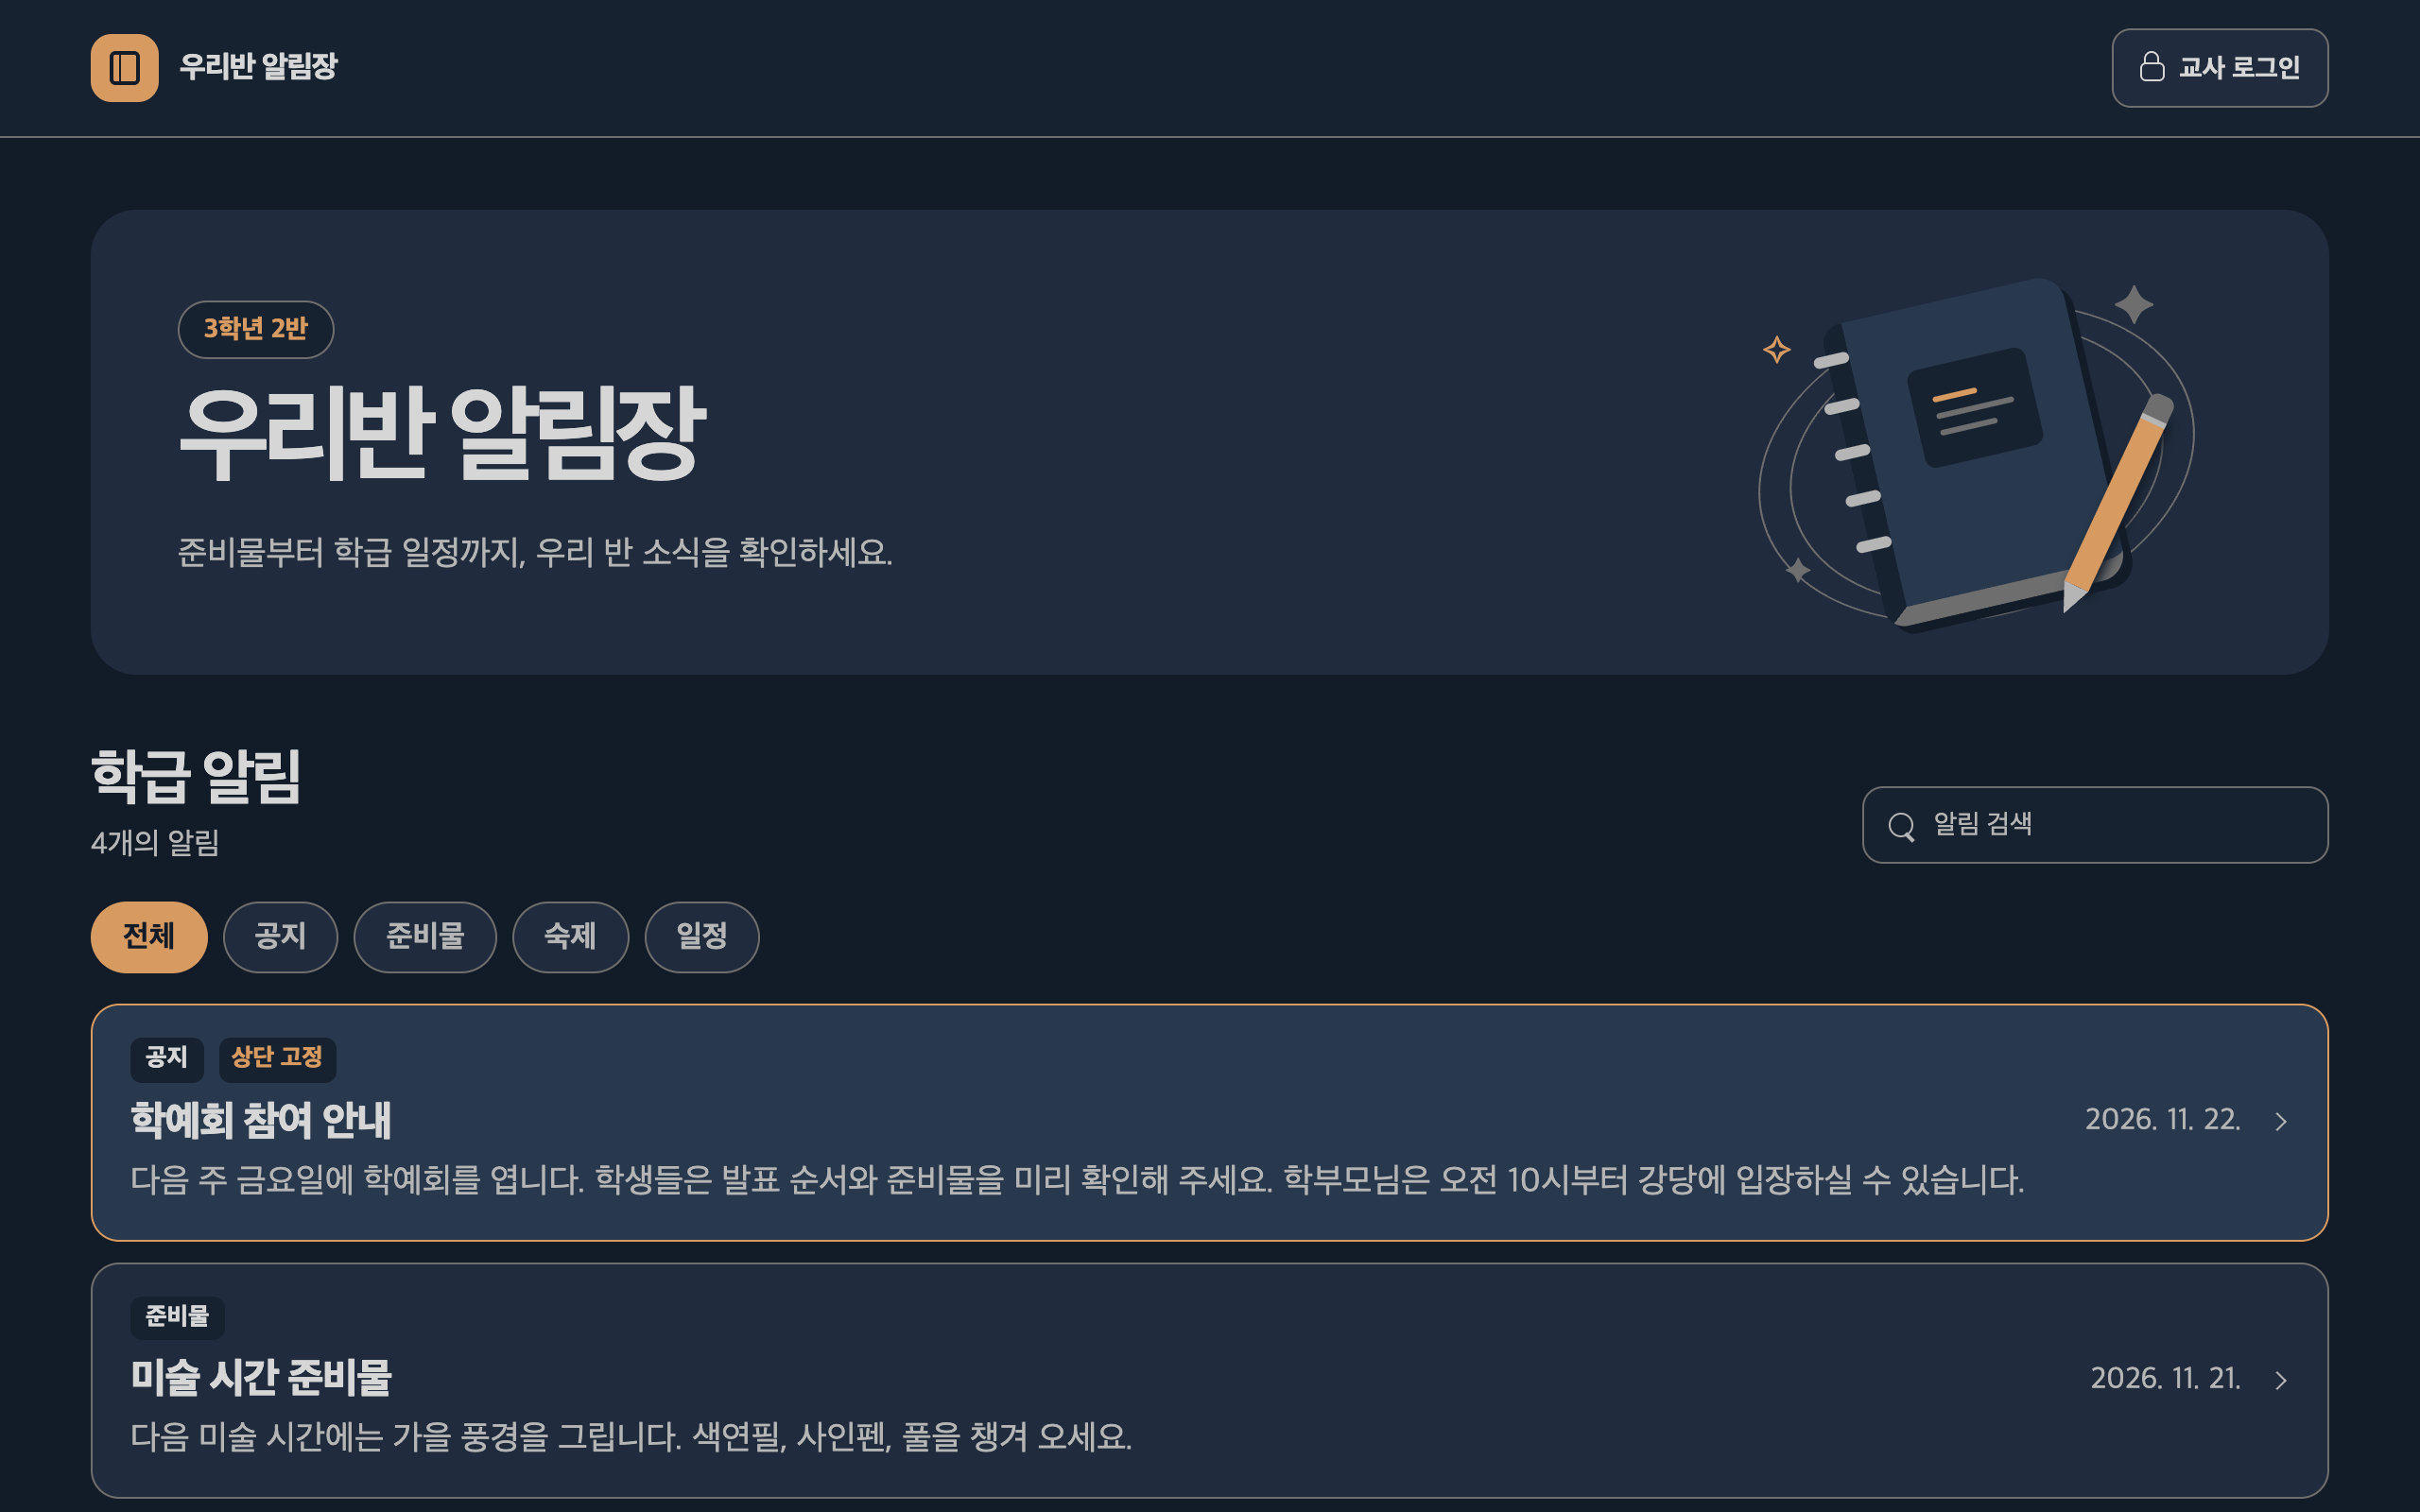 우리반 알림장
교사 로그인
3학년 2반
우리반 알림장
준비물부터 학급 일정까지, 우리 반 소식을 확인하세요.
학급 알림
4개의 알림
알림 검색
전체 공지 준비물 숙제 일정
공지 상단 고정
학예회 참여 안내
2026. 11. 22.
다음 주 금요일에 학예회를 엽니다. 학생들은 발표 순서와 준비물을 미리 확인해 주세요. 학부모님은 오전 10시부터 강당에 입장하실 수 있습니다.
준비물
미술 시간 준비물
2026. 11. 21.
다음 미술 시간에는 가을 풍경을 그립니다. 색연필, 사인펜, 풀을 챙겨 오세요.